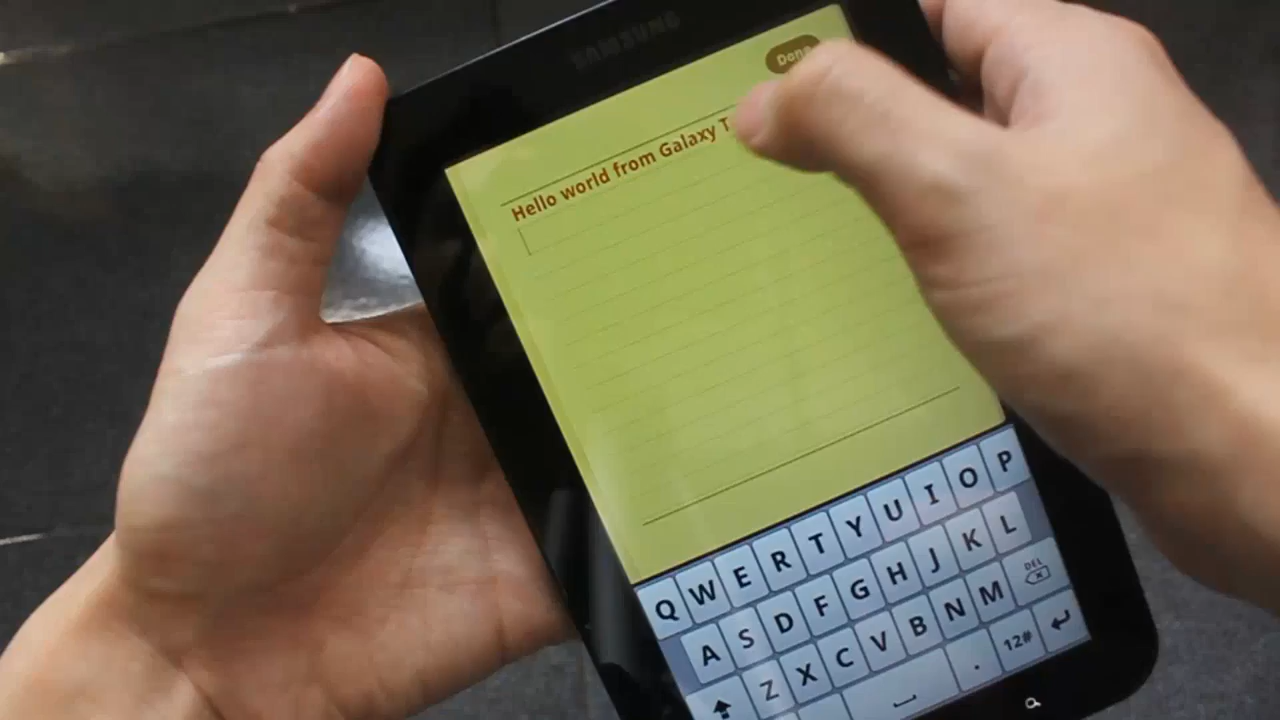 SAMSUNG
Done
Hello world from Galaxy T
Q W E R T Y U I O P
A S D F G H J K L
Z X C V B N M DEL
. 12#